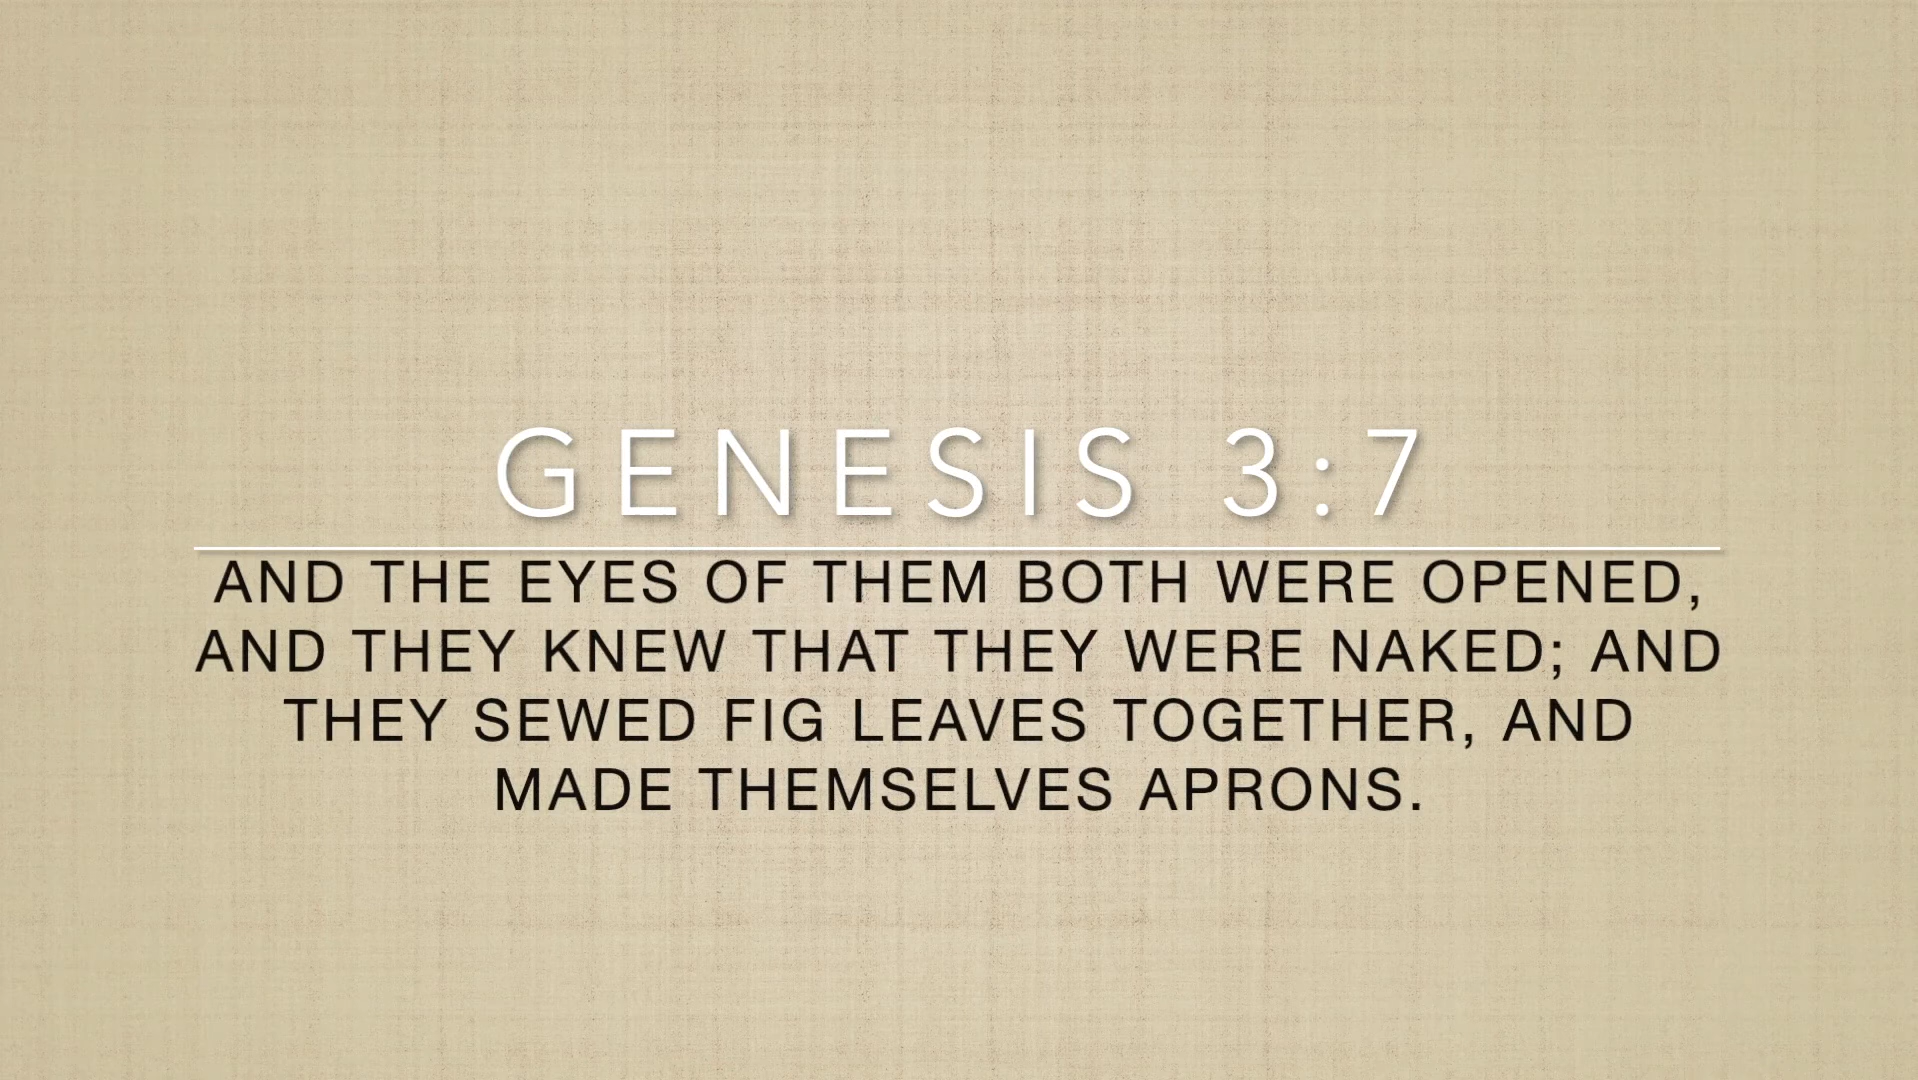 GENESIS 3:7
AND THE EYES OF THEM BOTH WERE OPENED,
AND THEY KNEW THAT THEY WERE NAKED; AND
THEY SEWED FIG LEAVES TOGETHER, AND
MADE THEMSELVES APRONS.